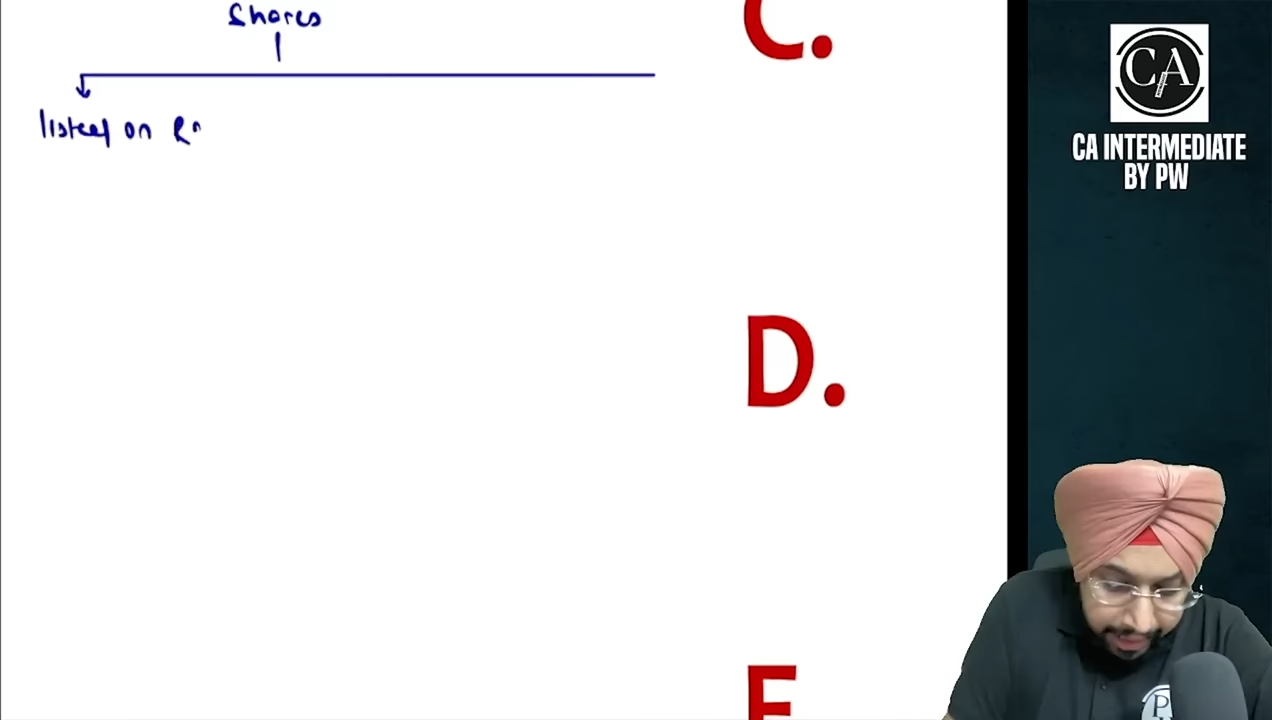 Shares
listed on
C.
D.
CA
CA INTERMEDIATE
BY PW